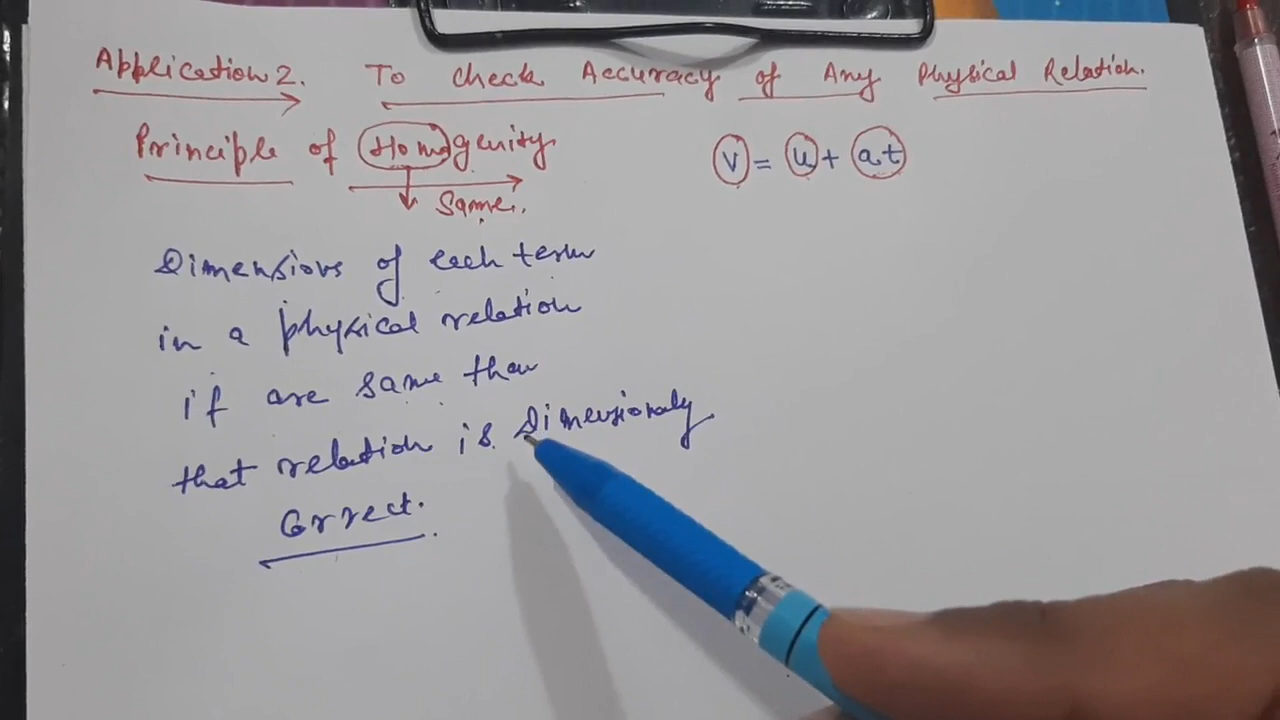 Application 2. To check Accuracy of Any Physical Relation.
Principle of Homogenity
v = u + at
Same.
Dimensions of each term
in a physical relation
if are same then
that relation is Dimensionaly
Correct.